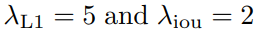 λ_L1 = 5 and λ_iou = 2